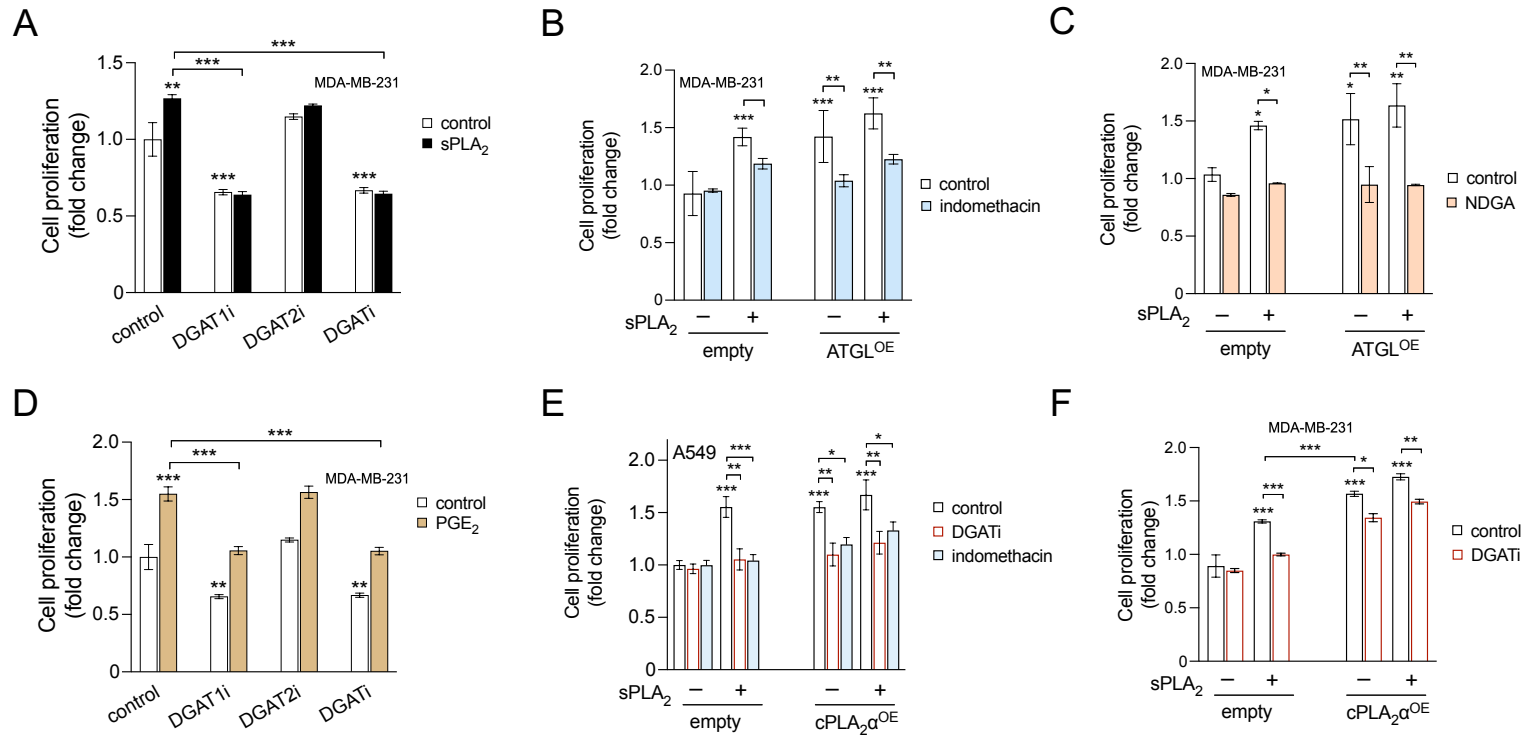 A
Cell proliferation
(fold change)
1.5
1.0
0.5
0
***
***
**
***
***
MDA-MB-231
control
sPLA2
control
DGAT1i
DGAT2i
DGATi
B
Cell proliferation
(fold change)
2.0
1.5
1.0
0.5
0
MDA-MB-231
***
***
**
***
**
control
indomethacin
sPLA2
–
+
–
+
empty
ATGLOE
C
Cell proliferation
(fold change)
2.0
1.5
1.0
0.5
0
MDA-MB-231
*
*
*
**
**
**
control
NDGA
sPLA2
–
+
–
+
empty
ATGLOE
D
Cell proliferation
(fold change)
2.0
1.5
1.0
0.5
0
***
***
***
**
**
MDA-MB-231
control
PGE2
control
DGAT1i
DGAT2i
DGATi
E
Cell proliferation
(fold change)
2.0
1.5
1.0
0.5
0
A549
***
**
***
*
**
***
*
**
***
control
DGATi
indomethacin
sPLA2
–
+
–
+
empty
cPLA2αOE
F
Cell proliferation
(fold change)
2.0
1.5
1.0
0.5
0
MDA-MB-231
***
***
***
*
***
**
***
control
DGATi
sPLA2
–
+
–
+
empty
cPLA2αOE